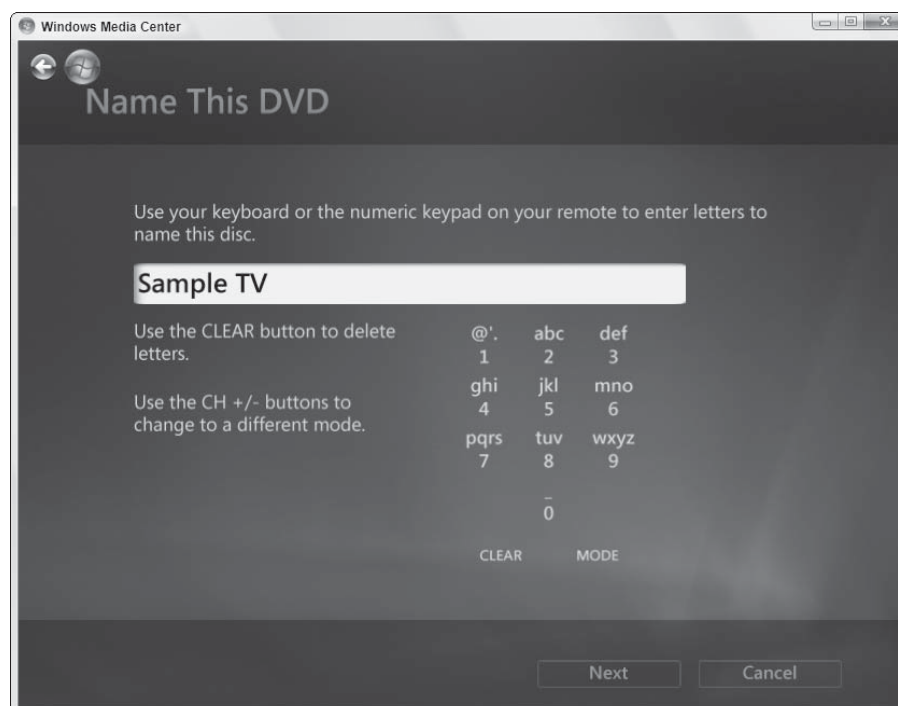 Windows Media Center
Name This DVD
Use your keyboard or the numeric keypad on your remote to enter letters to
name this disc.
Sample TV
Use the CLEAR button to delete
letters.
Use the CH +/- buttons to
change to a different mode.
@'. abc def
1 2 3
ghi jkl mno
4 5 6
pqrs tuv wxyz
7 8 9
_
0
CLEAR MODE
Next Cancel